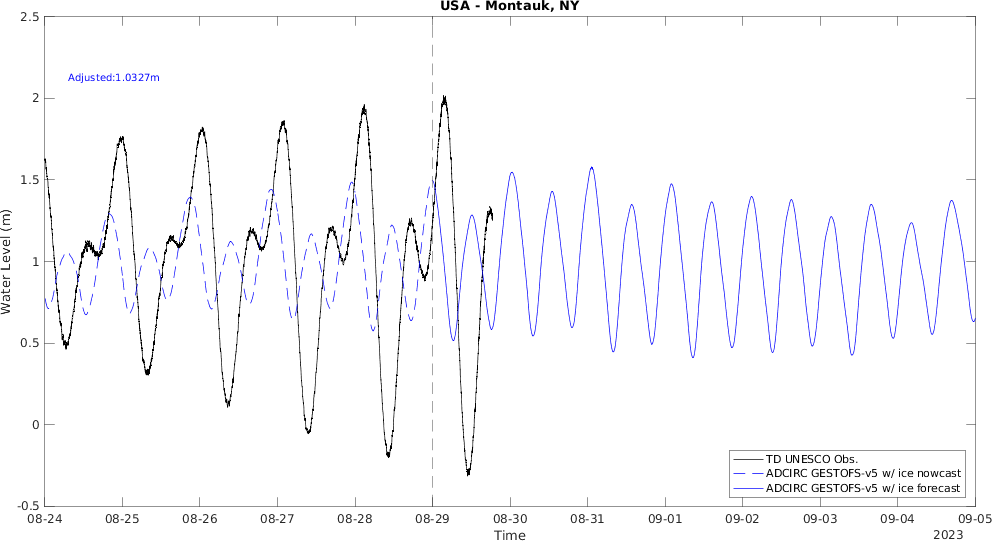 USA - Montauk, NY
2.5
2
1.5
1
0.5
0
-0.5
Water Level (m)
Adjusted:1.0327m
TD UNESCO Obs.
ADCIRC GESTOFS-v5 w/ ice nowcast
ADCIRC GESTOFS-v5 w/ ice forecast
08-24 08-25 08-26 08-27 08-28 08-29 08-30 08-31 09-01 09-02 09-03 09-04 09-05
Time
2023